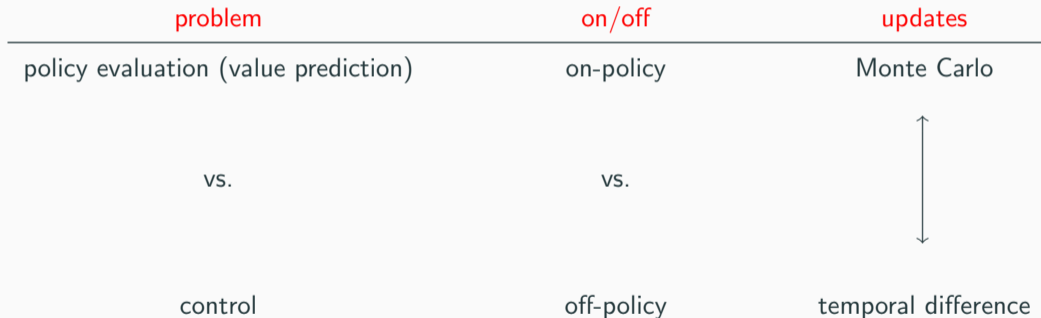 problem on/off updates
policy evaluation (value prediction) on-policy Monte Carlo
vs. vs.
control off-policy temporal difference